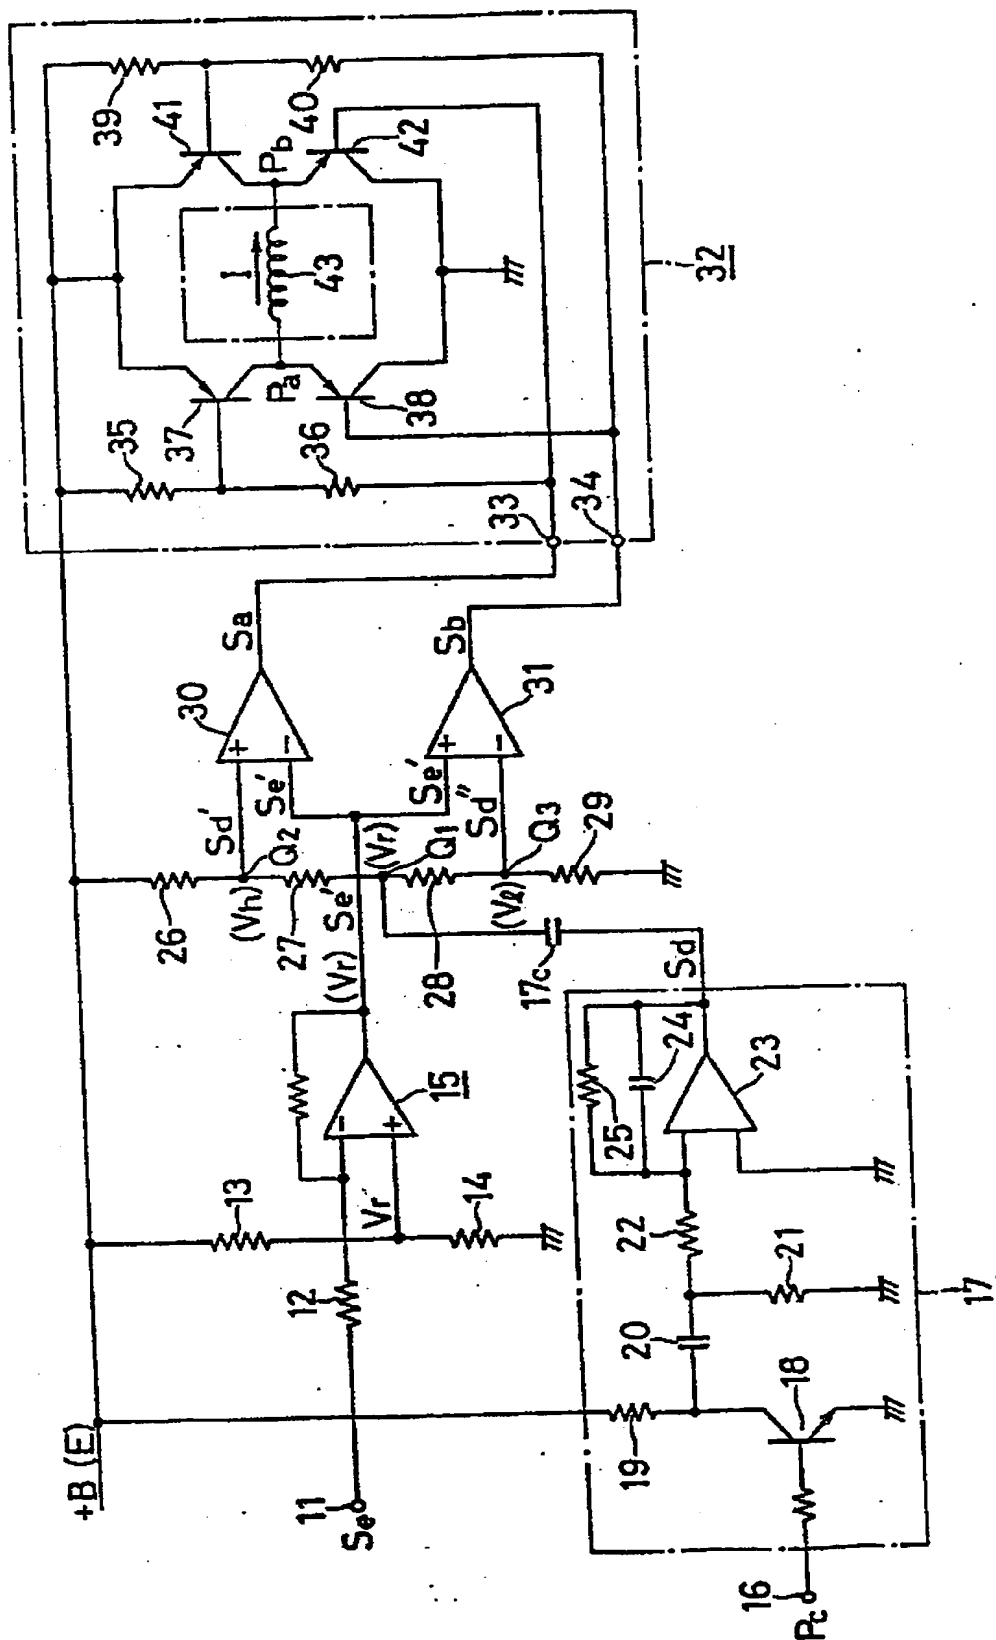 +B (E)
11
Se
12
13
Vr
14
15
(Vr)
Se'
26
(Vh)
Q2
Sd'
27
(Vr)
Q1
28
(Vℓ)
Q3
29
Se'
Se'
Sd"
30
Sa
31
Sb
33
34
35
36
37
38
Pa
I
43
Pb
39
40
41
42
32
16
Pc
17
18
19
20
21
22
23
24
25
Sd
17c
+
−
+
−
−
+